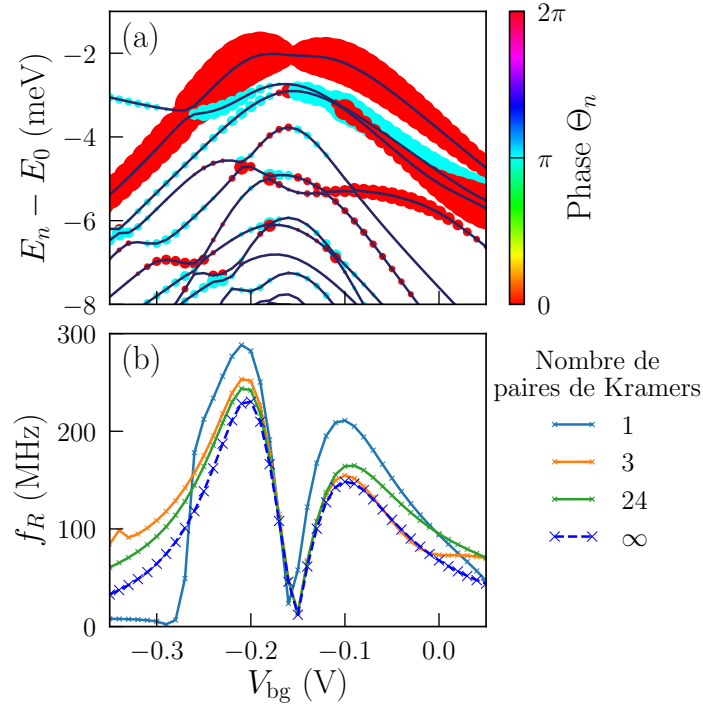 (a)
−2
−4
−6
−8
E_n − E_0 (meV)
2π
π
0
Phase Θ_n
(b)
300
200
100
0
f_R (MHz)
−0.3
−0.2
−0.1
0.0
V_bg (V)
Nombre de
paires de Kramers
1
3
24
∞